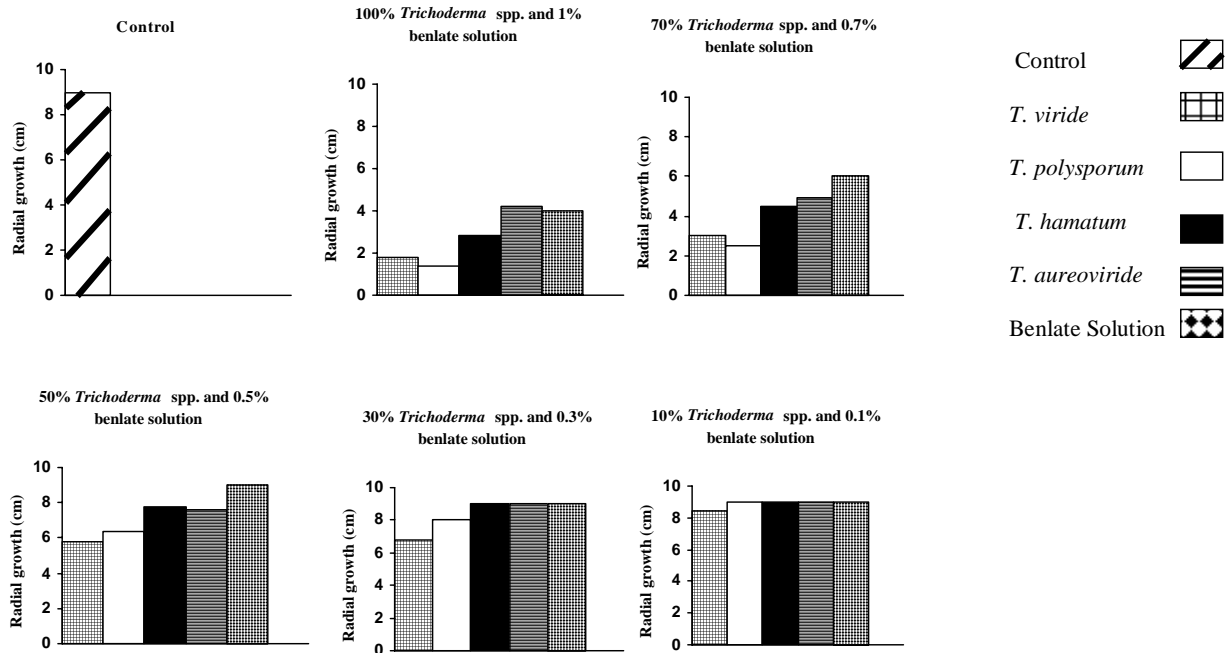 Control
100% Trichoderma spp. and 1%
benlate solution
70% Trichoderma spp. and 0.7%
benlate solution
10
8
6
4
2
0
Radial growth (cm)
10
8
6
4
2
0
Radial growth (cm)
10
8
6
4
2
0
Radial growth (cm)
Control
T. viride
T. polysporum
T. hamatum
T. aureoviride
Benlate Solution
50% Trichoderma spp. and 0.5%
benlate solution
30% Trichoderma spp. and 0.3%
benlate solution
10% Trichoderma spp. and 0.1%
benlate solution
10
8
6
4
2
0
Radial growth (cm)
10
8
6
4
2
0
Radial growth (cm)
10
8
6
4
2
0
Radial growth (cm)